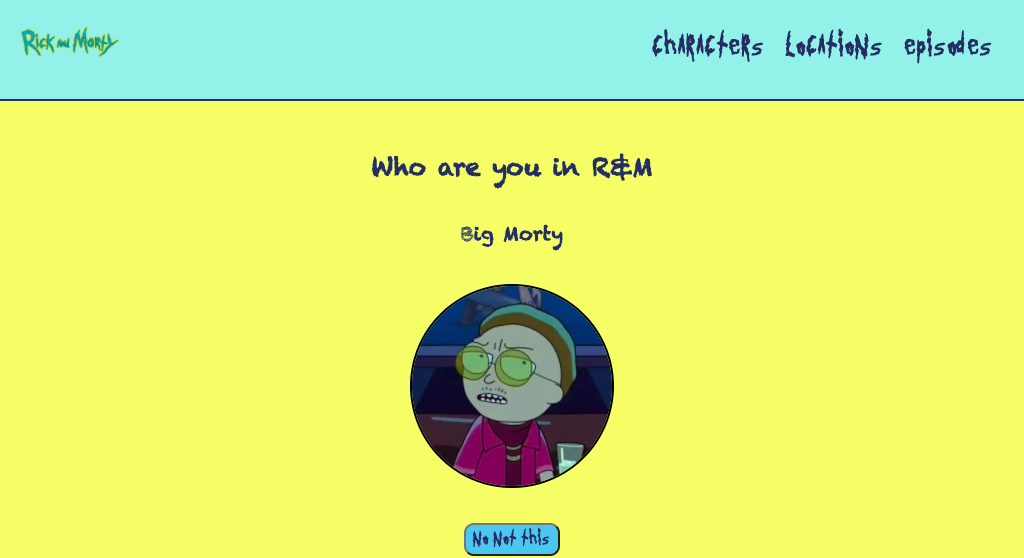 Rick and Morty
characters locations episodes
Who are you in R&M
Big Morty
No Not this